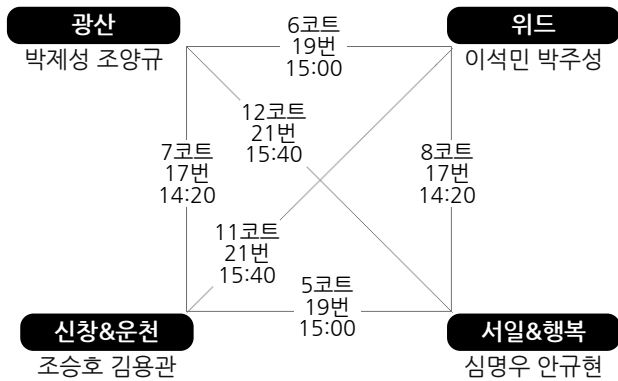 광산
박제성 조양규
위드
이석민 박주성
6코트
19번
15:00
12코트
21번
15:40
7코트
17번
14:20
8코트
17번
14:20
11코트
21번
15:40
5코트
19번
15:00
신창&운천
조승호 김용관
서일&행복
심명우 안규현